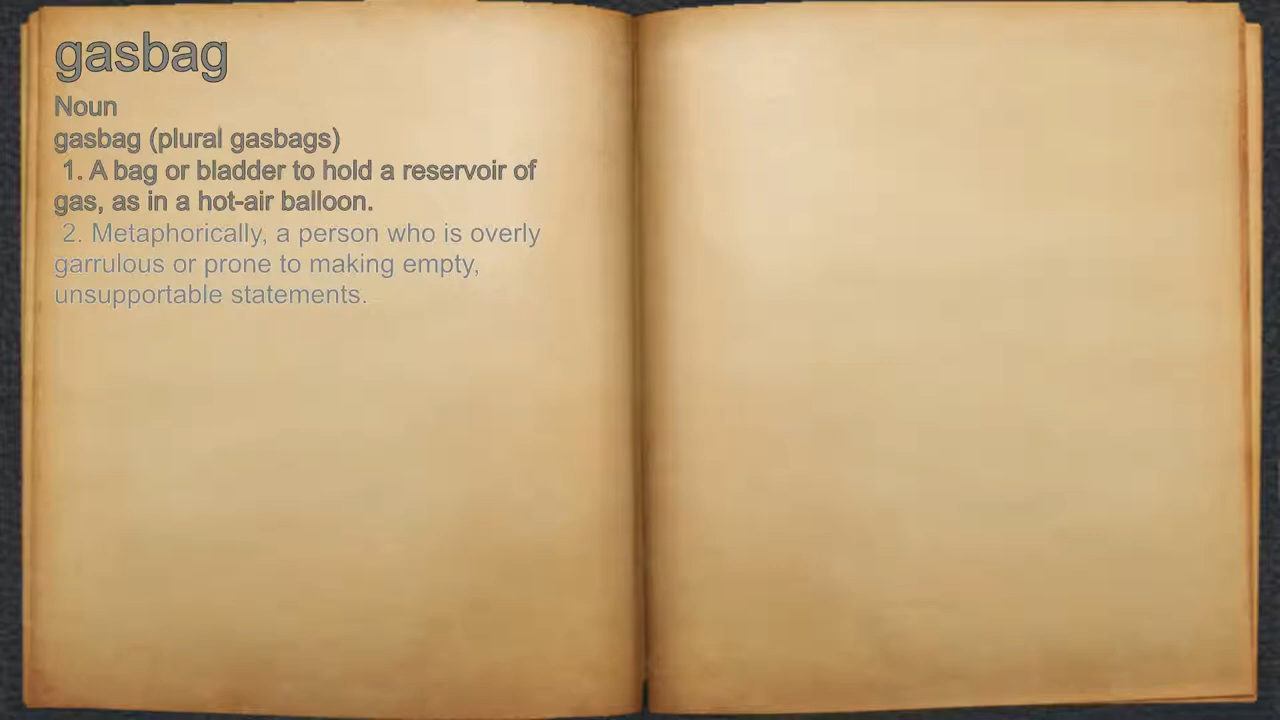 gasbag
Noun
gasbag (plural gasbags)
1. A bag or bladder to hold a reservoir of
gas, as in a hot-air balloon.
2. Metaphorically, a person who is overly
garrulous or prone to making empty,
unsupportable statements.